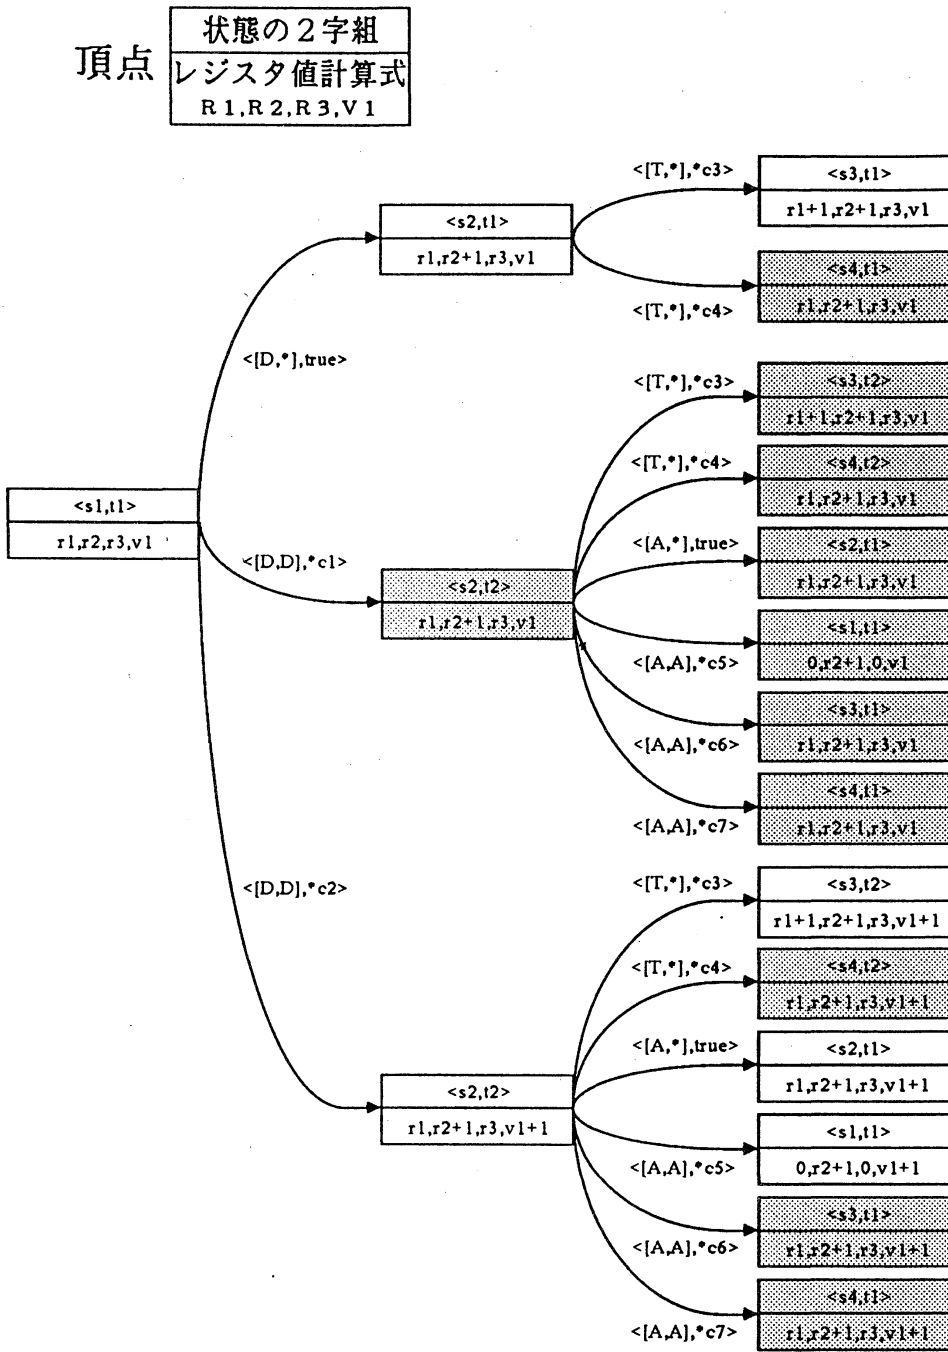 頂点
状態の２字組
レジスタ値計算式
R1,R2,R3,V1
<[T,*],*c3>
<s3,t1>
r1+1,r2+1,r3,v1
<s2,t1>
r1,r2+1,r3,v1
<s4,t1>
r1,r2+1,r3,v1
<[T,*],*c4>
<[D,*],true>
<[T,*],*c3>
<s3,t2>
r1+1,r2+1,r3,v1
<[T,*],*c4>
<s4,t2>
r1,r2+1,r3,v1
<s1,t1>
r1,r2,r3,v1
<[A,*],true>
<s2,t1>
r1,r2+1,r3,v1
<[D,D],*c1>
<s2,t2>
r1,r2+1,r3,v1
<s1,t1>
0,r2+1,0,v1
<[A,A],*c5>
<s3,t1>
r1,r2+1,r3,v1
<[A,A],*c6>
<s4,t1>
r1,r2+1,r3,v1
<[A,A],*c7>
<[D,D],*c2>
<[T,*],*c3>
<s3,t2>
r1+1,r2+1,r3,v1+1
<[T,*],*c4>
<s4,t2>
r1,r2+1,r3,v1+1
<[A,*],true>
<s2,t1>
r1,r2+1,r3,v1+1
<s2,t2>
r1,r2+1,r3,v1+1
<s1,t1>
0,r2+1,0,v1+1
<[A,A],*c5>
<s3,t1>
r1,r2+1,r3,v1+1
<[A,A],*c6>
<s4,t1>
r1,r2+1,r3,v1+1
<[A,A],*c7>